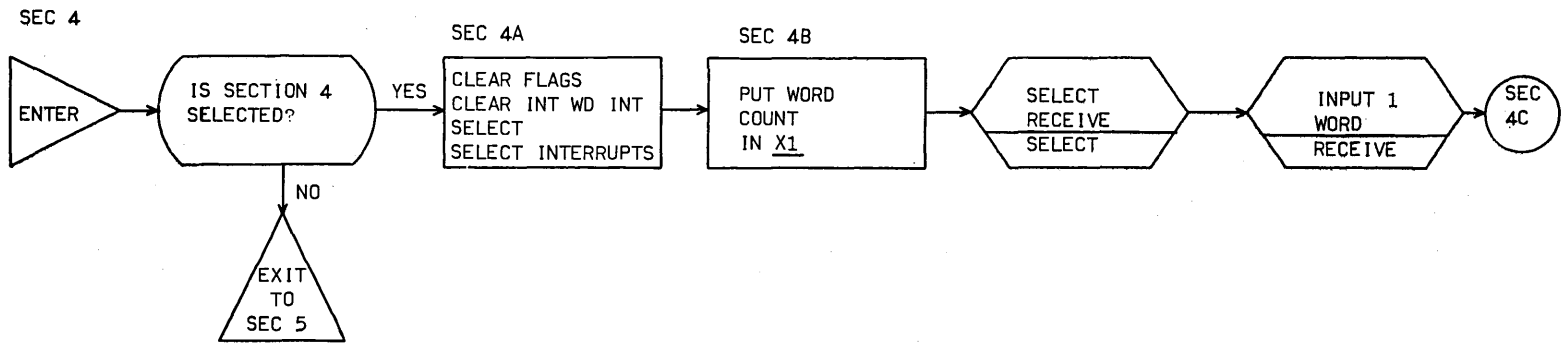 SEC 4
ENTER
IS SECTION 4
SELECTED?
YES
NO
EXIT
TO
SEC 5
SEC 4A
CLEAR FLAGS
CLEAR INT WD INT
SELECT
SELECT INTERRUPTS
SEC 4B
PUT WORD
COUNT
IN X1
SELECT
RECEIVE
SELECT
INPUT 1
WORD
RECEIVE
SEC
4C